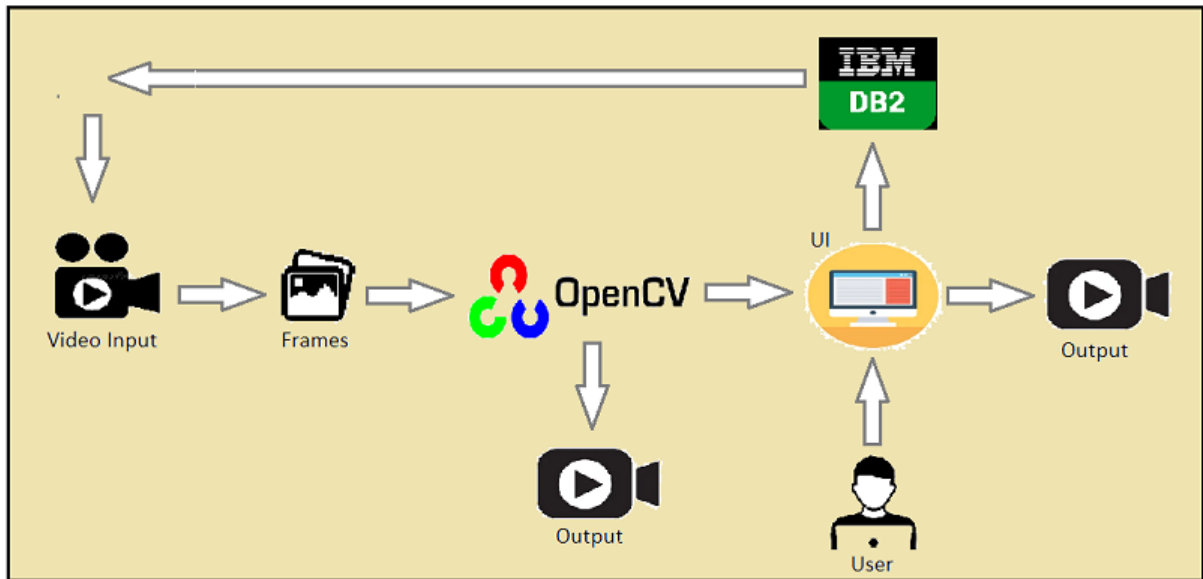 IBM
DB2
UI
OpenCV
Video Input
Frames
Output
Output
User